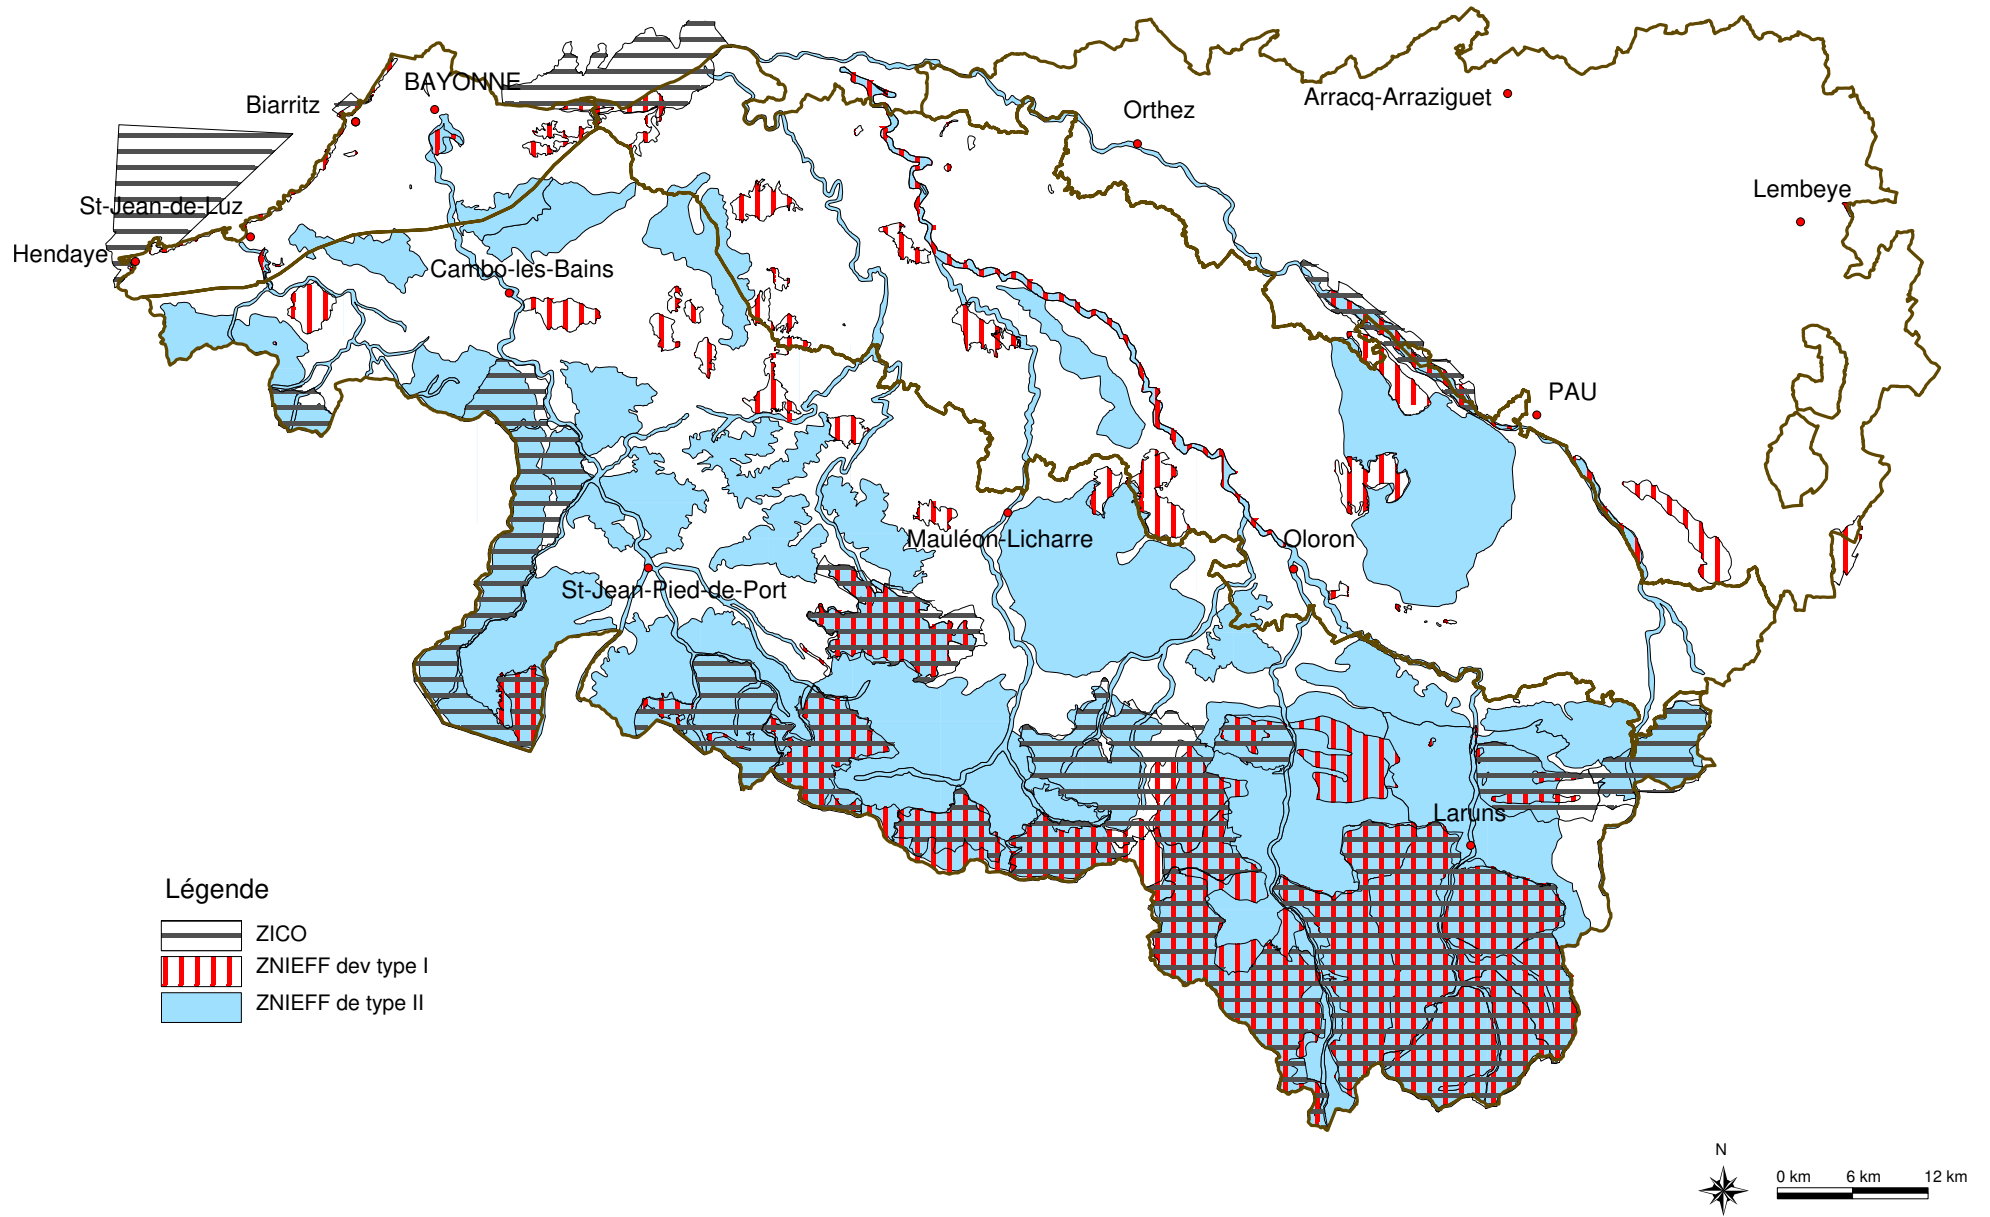 BAYONNE
Biarritz
Orthez
Arracq-Arraziguet
St-Jean-de-Luz
Lembeye
Hendaye
Cambo-les-Bains
PAU
Mauléon-Licharre
Oloron
St-Jean-Pied-de-Port
Laruns
Légende
ZICO
ZNIEFF dev type I
ZNIEFF de type II
N
0 km 6 km 12 km